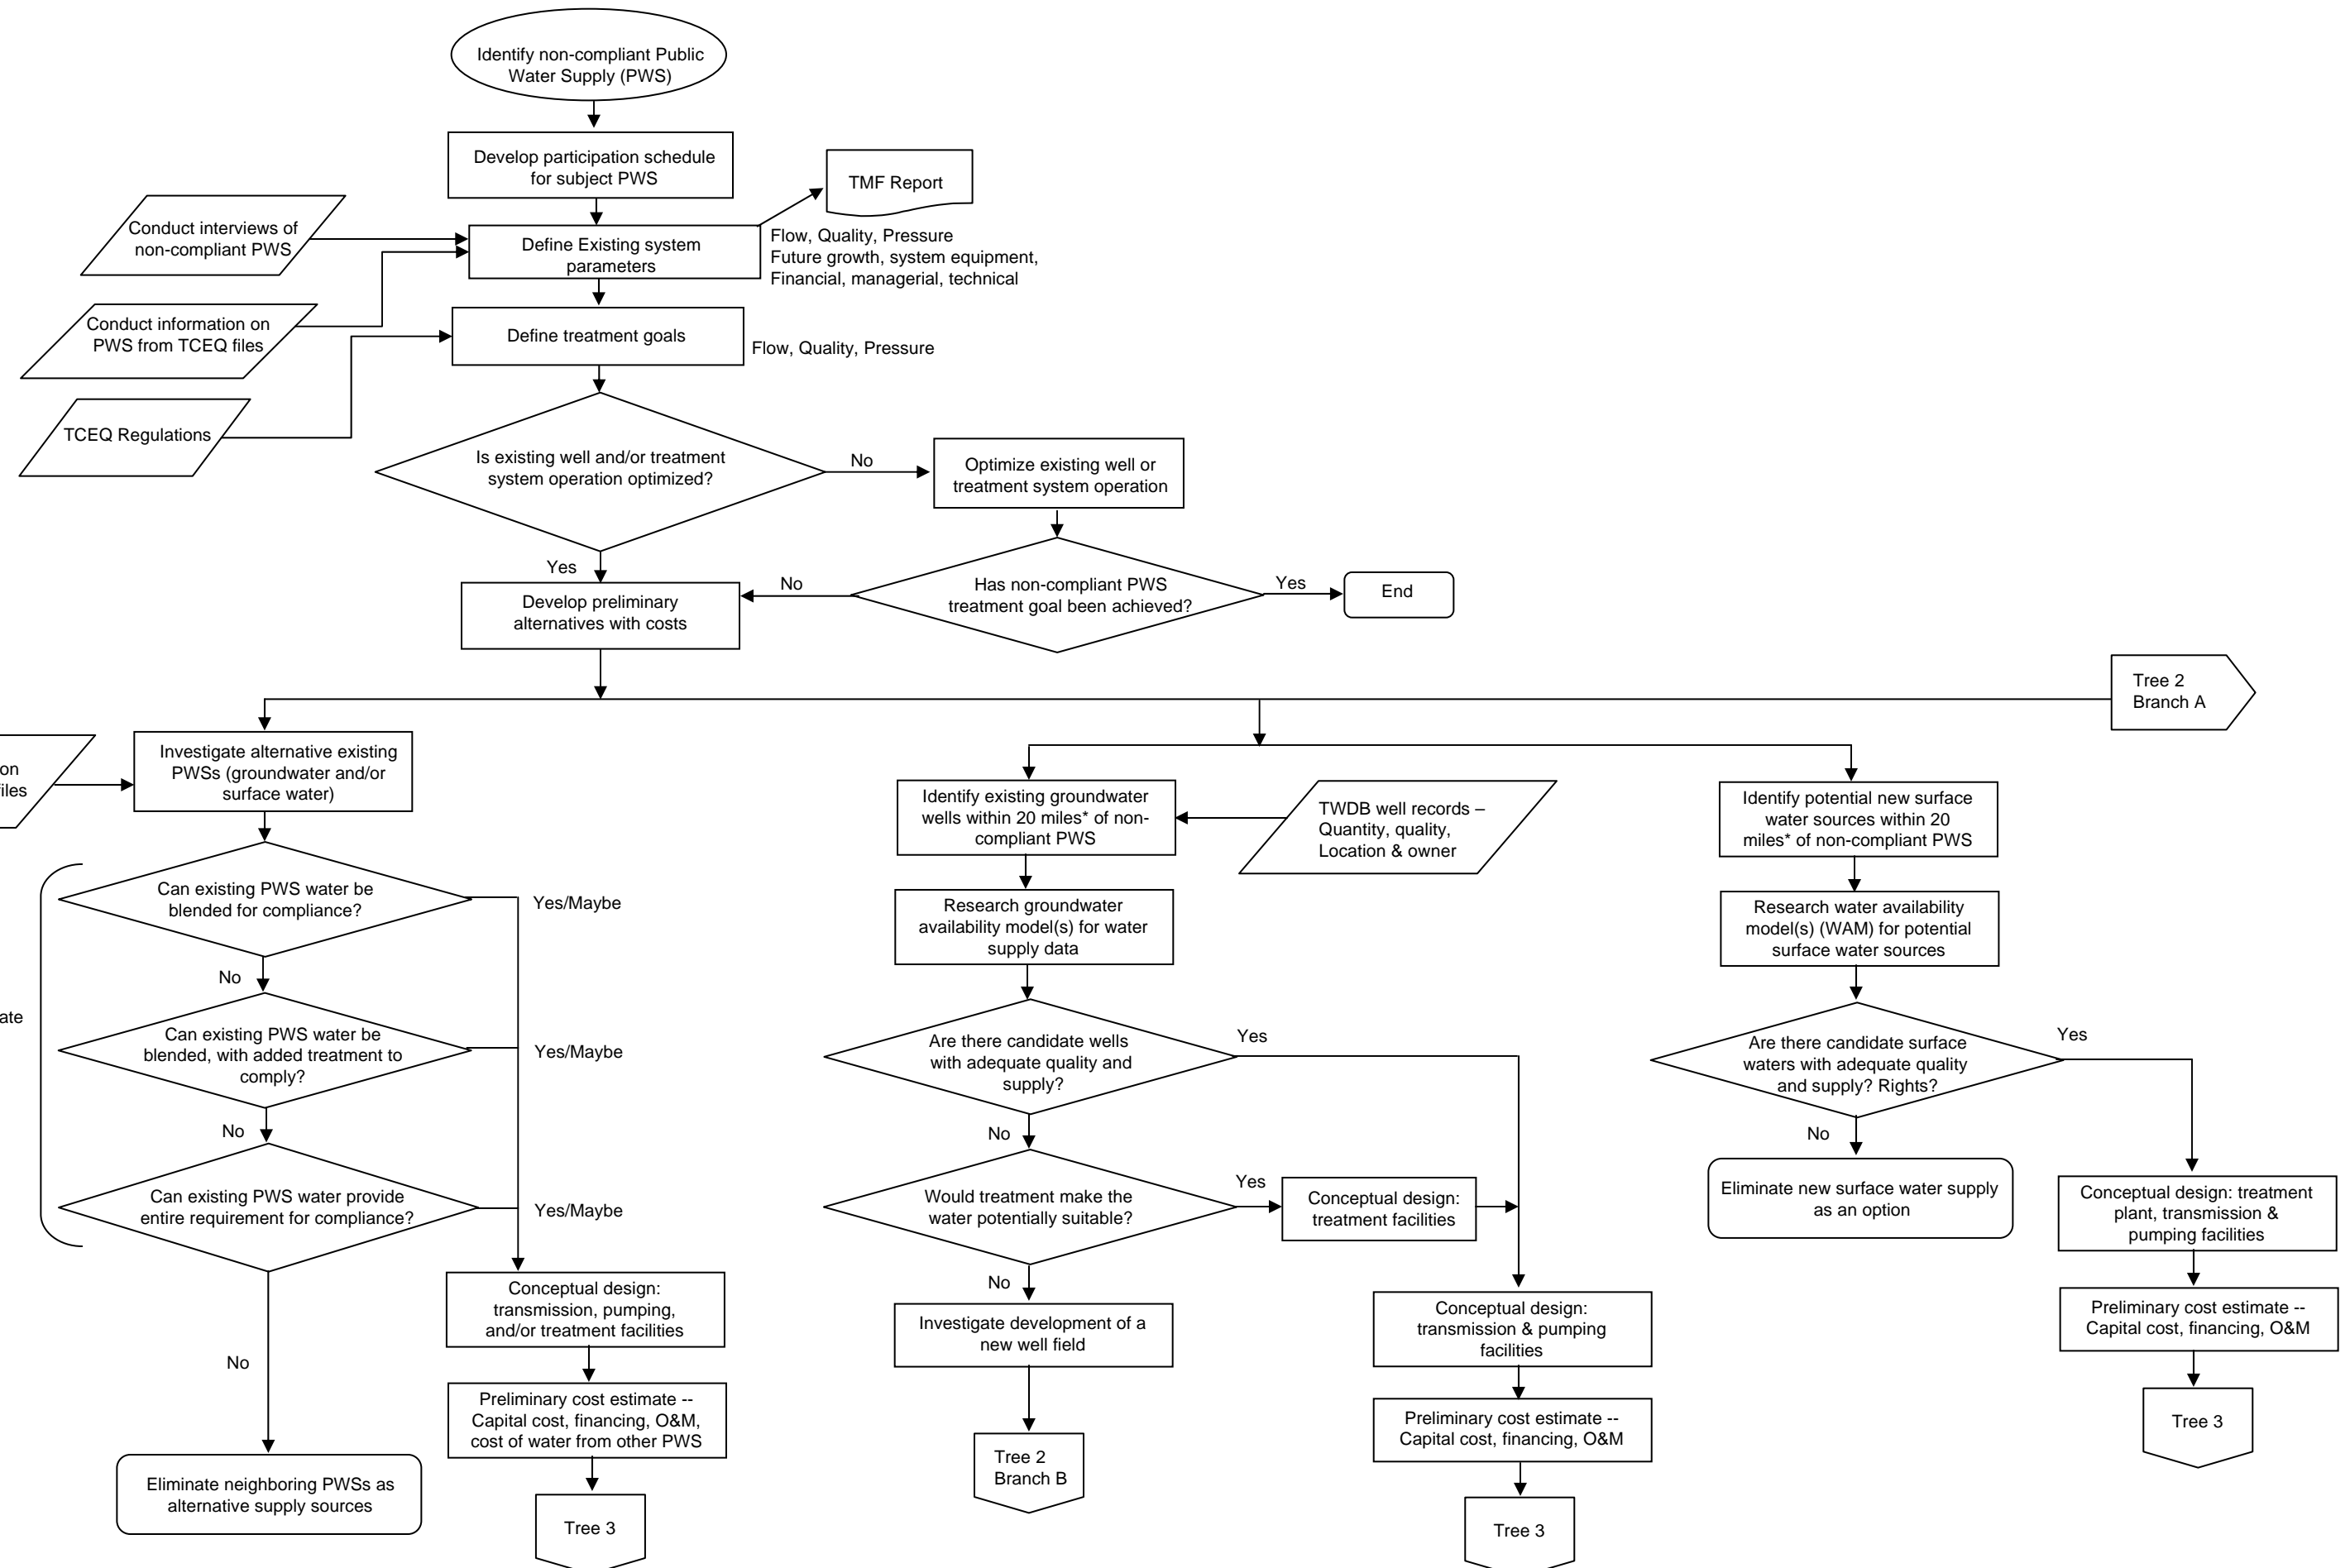 Identify non-compliant Public
Water Supply (PWS)
Develop participation schedule
for subject PWS
TMF Report
Conduct interviews of
non-compliant PWS
Define Existing system
parameters
Flow, Quality, Pressure
Future growth, system equipment,
Financial, managerial, technical
Conduct information on
PWS from TCEQ files
Define treatment goals
Flow, Quality, Pressure
TCEQ Regulations
Is existing well and/or treatment
system operation optimized?
No
Optimize existing well or
treatment system operation
Yes
Develop preliminary
alternatives with costs
No
Has non-compliant PWS
treatment goal been achieved?
Yes
End
Tree 2
Branch A
on
files
Investigate alternative existing
PWSs (groundwater and/or
surface water)
Identify existing groundwater
wells within 20 miles* of non-
compliant PWS
TWDB well records –
Quantity, quality,
Location & owner
Identify potential new surface
water sources within 20
miles* of non-compliant PWS
Can existing PWS water be
blended for compliance?
Yes/Maybe
No
Research groundwater
availability model(s) for water
supply data
Research water availability
model(s) (WAM) for potential
surface water sources
ate
Can existing PWS water be
blended, with added treatment to
comply?
Yes/Maybe
No
Are there candidate wells
with adequate quality and
supply?
Yes
No
Are there candidate surface
waters with adequate quality
and supply? Rights?
Yes
No
Can existing PWS water provide
entire requirement for compliance?
Yes/Maybe
No
Would treatment make the
water potentially suitable?
Yes
Conceptual design:
treatment facilities
No
Eliminate new surface water supply
as an option
Conceptual design: treatment
plant, transmission &
pumping facilities
Conceptual design:
transmission, pumping,
and/or treatment facilities
Investigate development of a
new well field
Conceptual design:
transmission & pumping
facilities
Preliminary cost estimate --
Capital cost, financing, O&M
Preliminary cost estimate --
Capital cost, financing, O&M,
cost of water from other PWS
Preliminary cost estimate --
Capital cost, financing, O&M
Tree 3
Eliminate neighboring PWSs as
alternative supply sources
Tree 3
Tree 2
Branch B
Tree 3